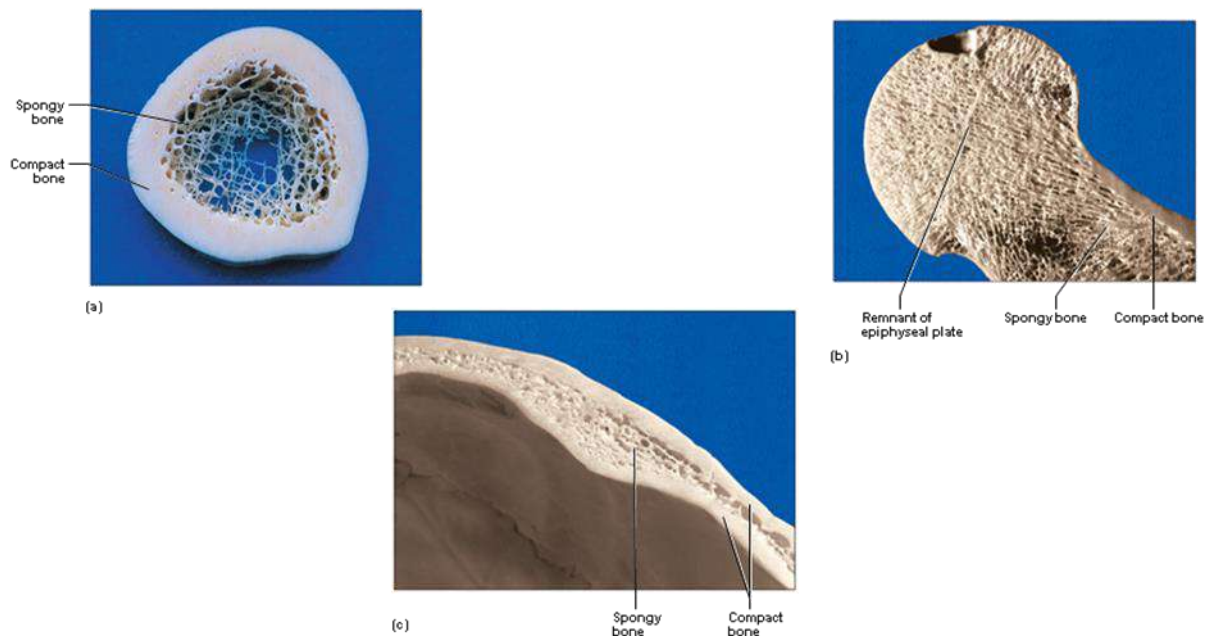 Spongy
bone
Compact
bone
(a)
Remnant of
epiphyseal plate
Spongy bone
Compact bone
(b)
Spongy
bone
Compact
bone
(c)